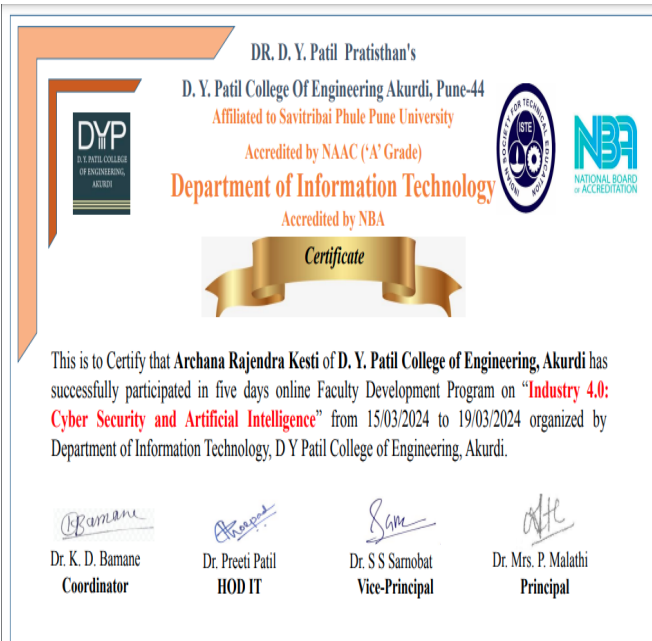 DR. D. Y. Patil Pratisthan's
D. Y. Patil College Of Engineering Akurdi, Pune-44
Affiliated to Savitribai Phule Pune University
Accredited by NAAC (‘A’ Grade)
Department of Information Technology
Accredited by NBA
DYP
D. Y. PATIL COLLEGE
OF ENGINEERING,
AKURDI
INDIAN SOCIETY FOR TECHNICAL EDUCATION
ISTE
NBA
NATIONAL BOARD
OF ACCREDITATION
Certificate
This is to Certify that Archana Rajendra Kesti of D. Y. Patil College of Engineering, Akurdi has
successfully participated in five days online Faculty Development Program on “Industry 4.0:
Cyber Security and Artificial Intelligence” from 15/03/2024 to 19/03/2024 organized by
Department of Information Technology, D Y Patil College of Engineering, Akurdi.
Dr. K. D. Bamane
Coordinator
Dr. Preeti Patil
HOD IT
Dr. S S Sarnobat
Vice-Principal
Dr. Mrs. P. Malathi
Principal